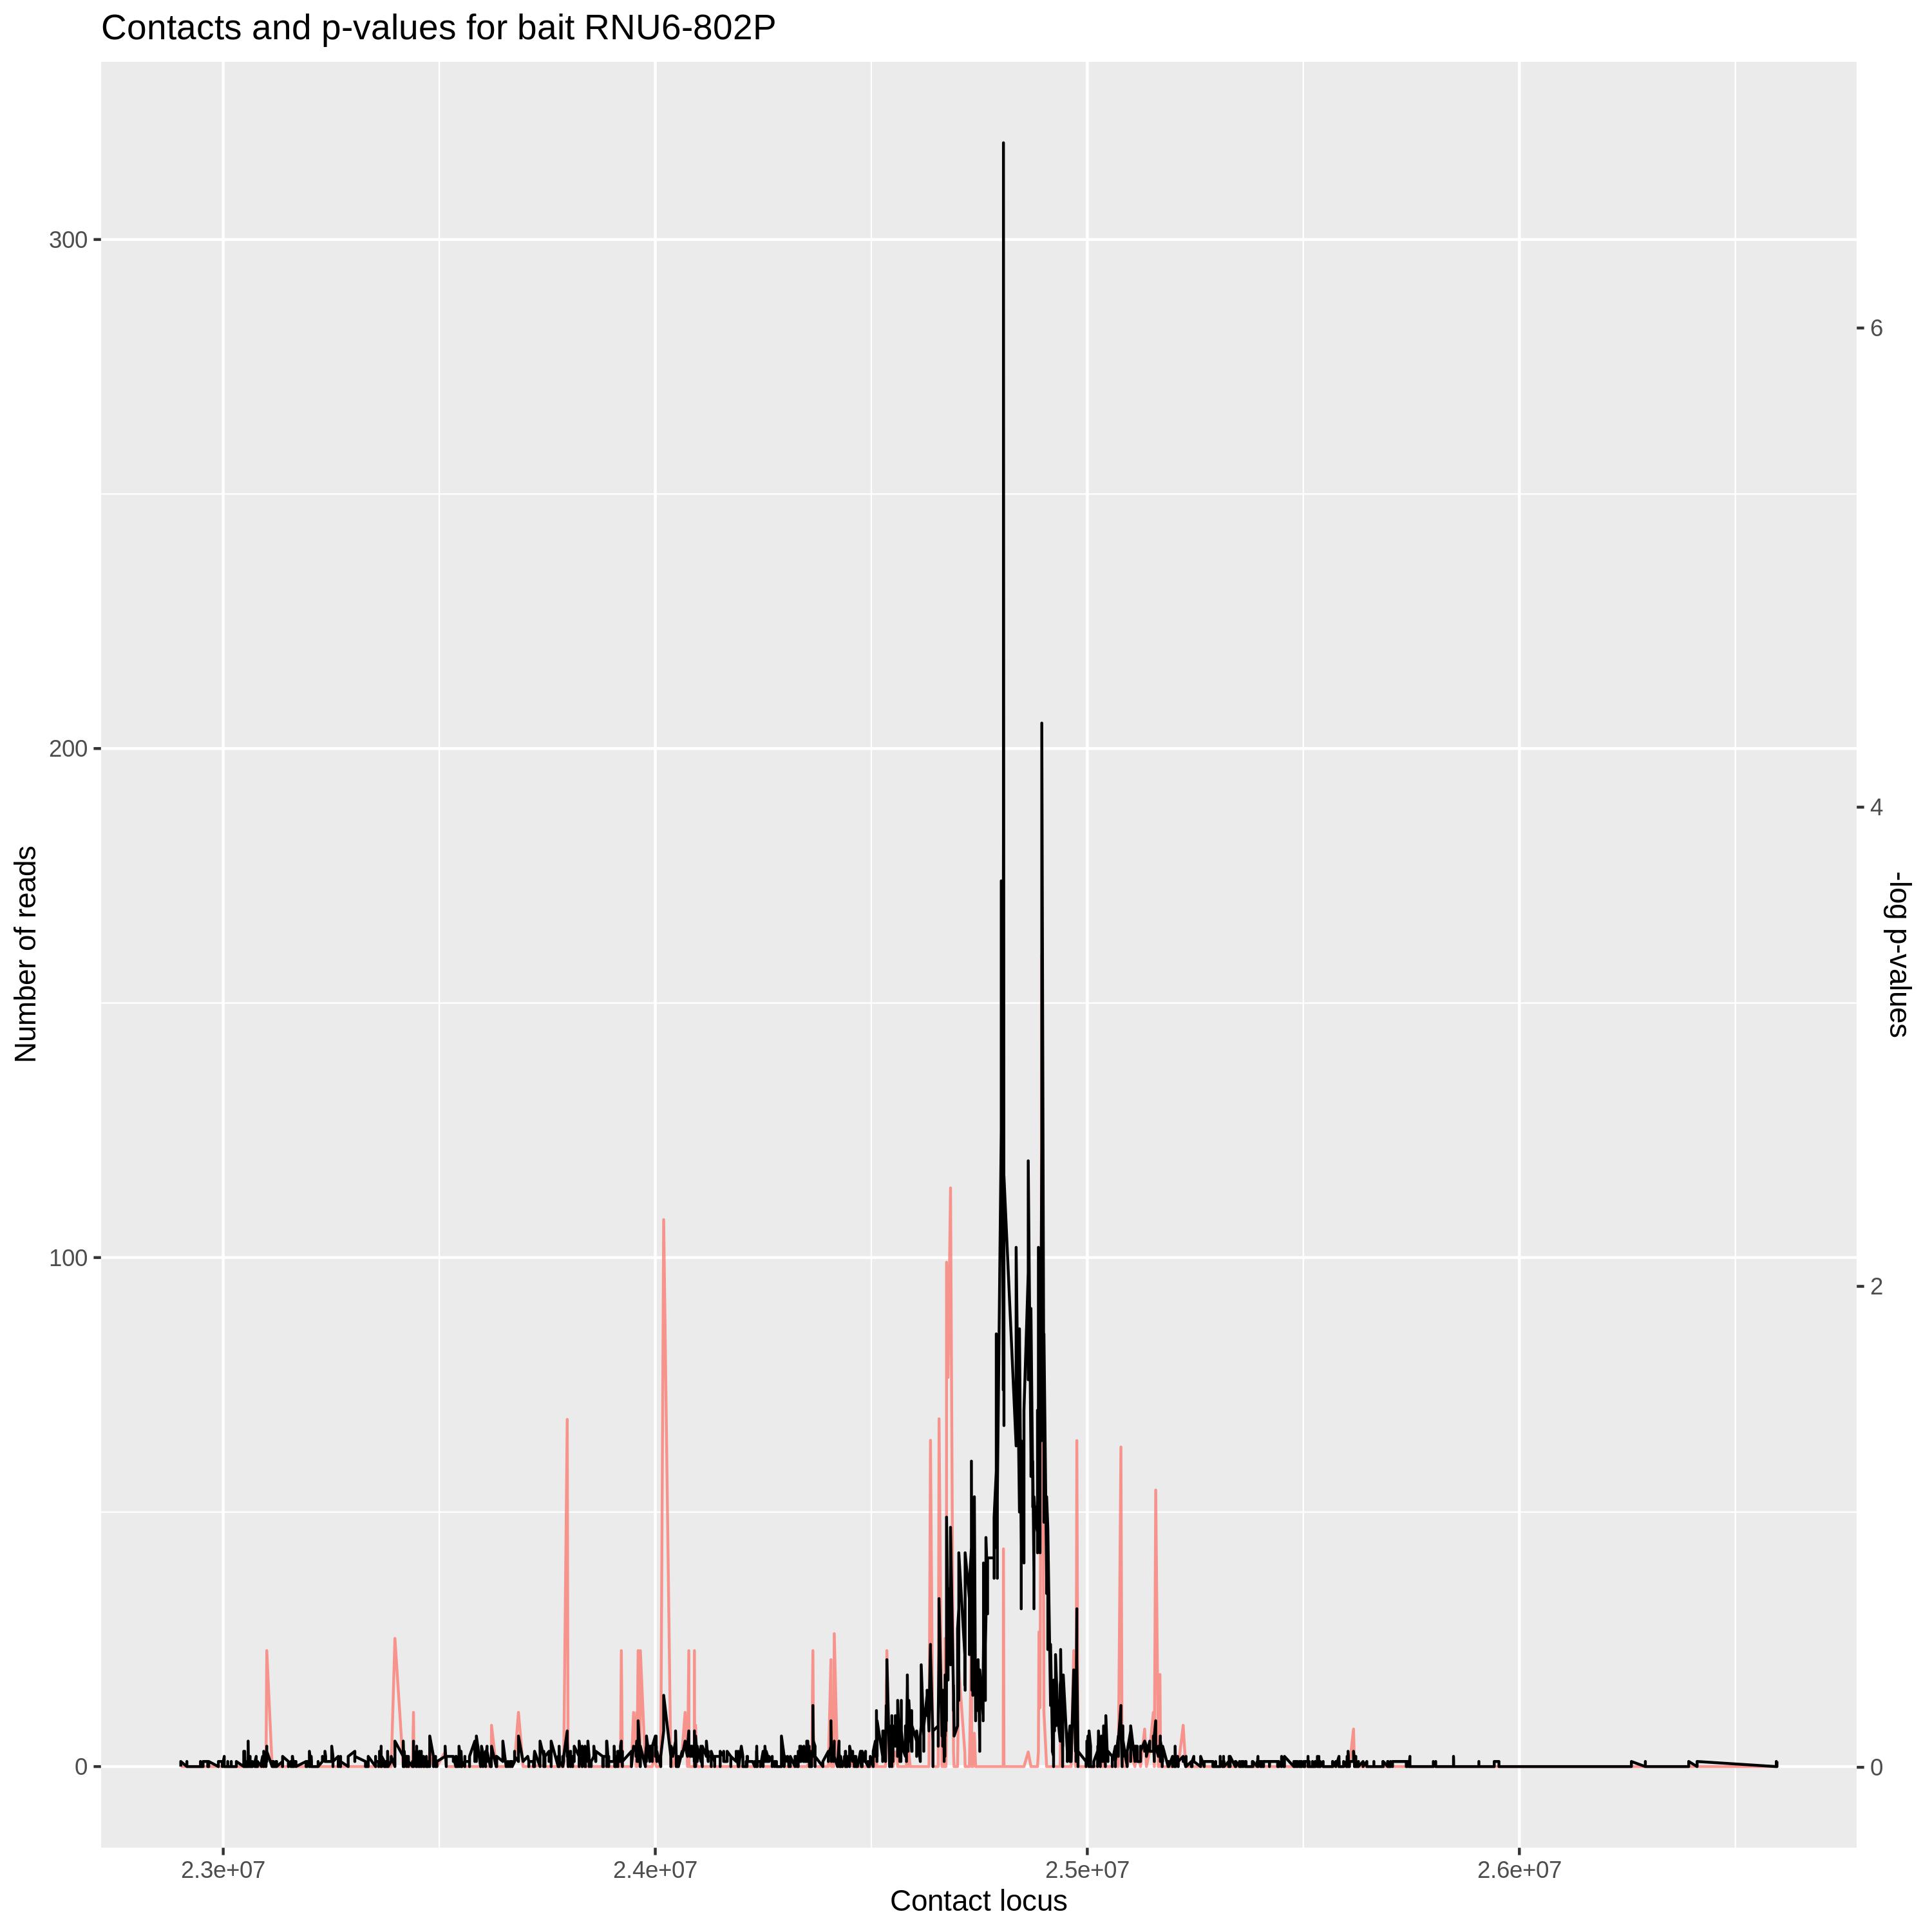 Contacts and p-values for bait RNU6-802P
300
200
100
0
6
4
2
0
Number of reads
-log p-values
2.3e+07
2.4e+07
2.5e+07
2.6e+07
Contact locus